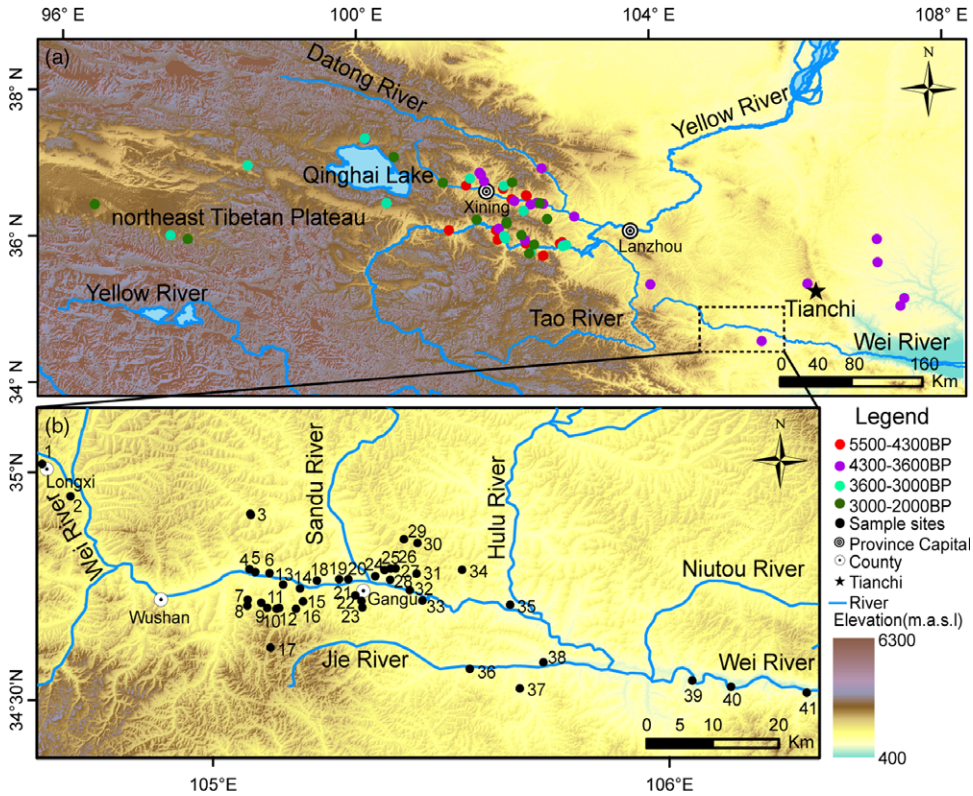 96° E
100° E
104° E
108° E
(a)
N
38° N
36° N
34° N
Datong River
Yellow River
Qinghai Lake
Xining
northeast Tibetan Plateau
Lanzhou
Yellow River
Tao River
Tianchi
Wei River
0 40 80 160
Km
(b)
N
35° N
34°30' N
1
Longxi
2
Wei River
Sandu River
Hulu River
3
29
30
4 5 6
13
14
18 19 20
24 25 26
28
31
34
7
8
9
10
11
12
15
16
21
22
23
Gangu
32
33
35
Wushan
17
Niutou River
Jie River
36
38
37
Wei River
39
40
41
0 5 10 20
Km
105° E
106° E
Legend
5500-4300BP
4300-3600BP
3600-3000BP
3000-2000BP
Sample sites
Province Capital
County
Tianchi
River
Elevation(m.a.s.l)
6300
400